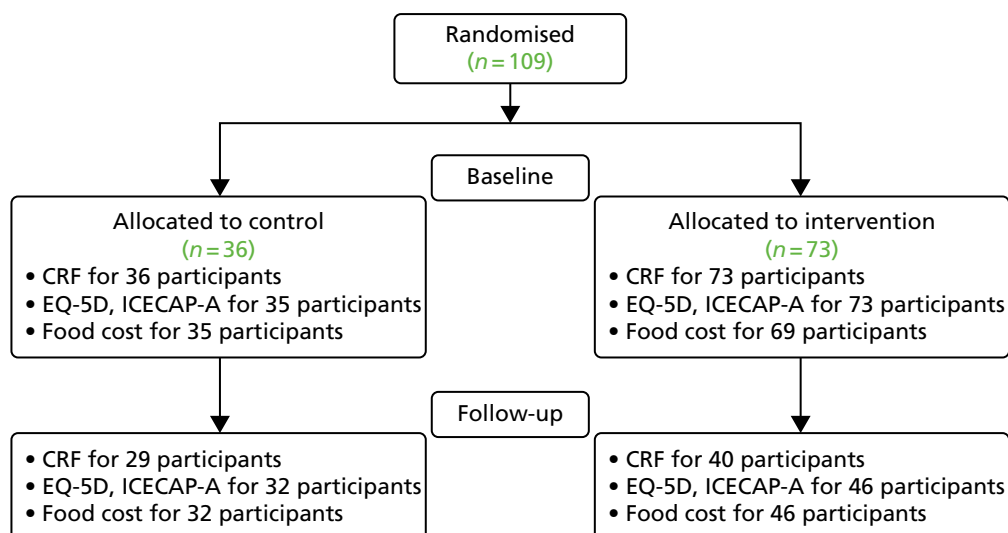 Randomised
(n = 109)
Baseline
Allocated to control
(n = 36)
• CRF for 36 participants
• EQ-5D, ICECAP-A for 35 participants
• Food cost for 35 participants
Allocated to intervention
(n = 73)
• CRF for 73 participants
• EQ-5D, ICECAP-A for 73 participants
• Food cost for 69 participants
Follow-up
• CRF for 29 participants
• EQ-5D, ICECAP-A for 32 participants
• Food cost for 32 participants
• CRF for 40 participants
• EQ-5D, ICECAP-A for 46 participants
• Food cost for 46 participants